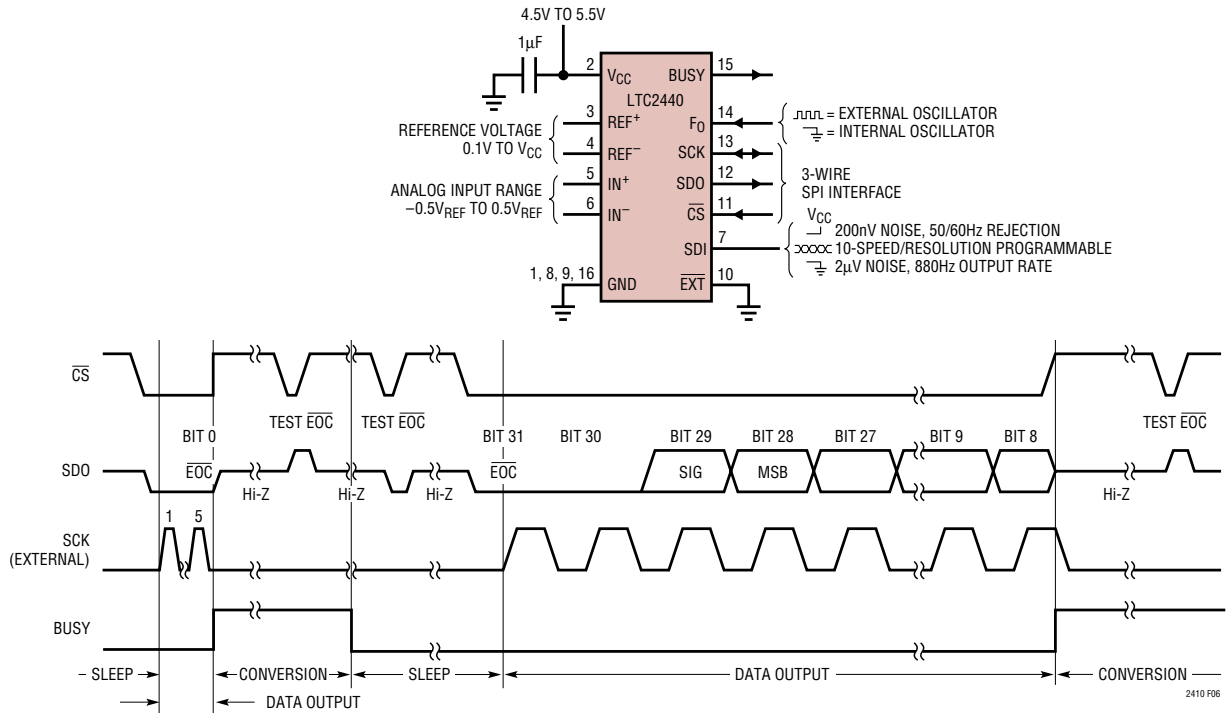 4.5V TO 5.5V
1µF
2 VCC BUSY 15
LTC2440
3 REF+ F0 14 = EXTERNAL OSCILLATOR
= INTERNAL OSCILLATOR
REFERENCE VOLTAGE
0.1V TO VCC
4 REF– SCK 13
5 IN+ SDO 12 3-WIRE
SPI INTERFACE
ANALOG INPUT RANGE
–0.5VREF TO 0.5VREF
6 IN– CS 11
VCC
200nV NOISE, 50/60Hz REJECTION
SDI 7 10-SPEED/RESOLUTION PROGRAMMABLE
2µV NOISE, 880Hz OUTPUT RATE
1, 8, 9, 16 GND EXT 10
CS
TEST EOC TEST EOC TEST EOC
BIT 0 BIT 31 BIT 30 BIT 29 BIT 28 BIT 27 BIT 9 BIT 8
SDO EOC EOC SIG MSB
Hi-Z Hi-Z Hi-Z Hi-Z
1 5
SCK
(EXTERNAL)
BUSY
SLEEP CONVERSION SLEEP DATA OUTPUT CONVERSION
DATA OUTPUT
2410 F06